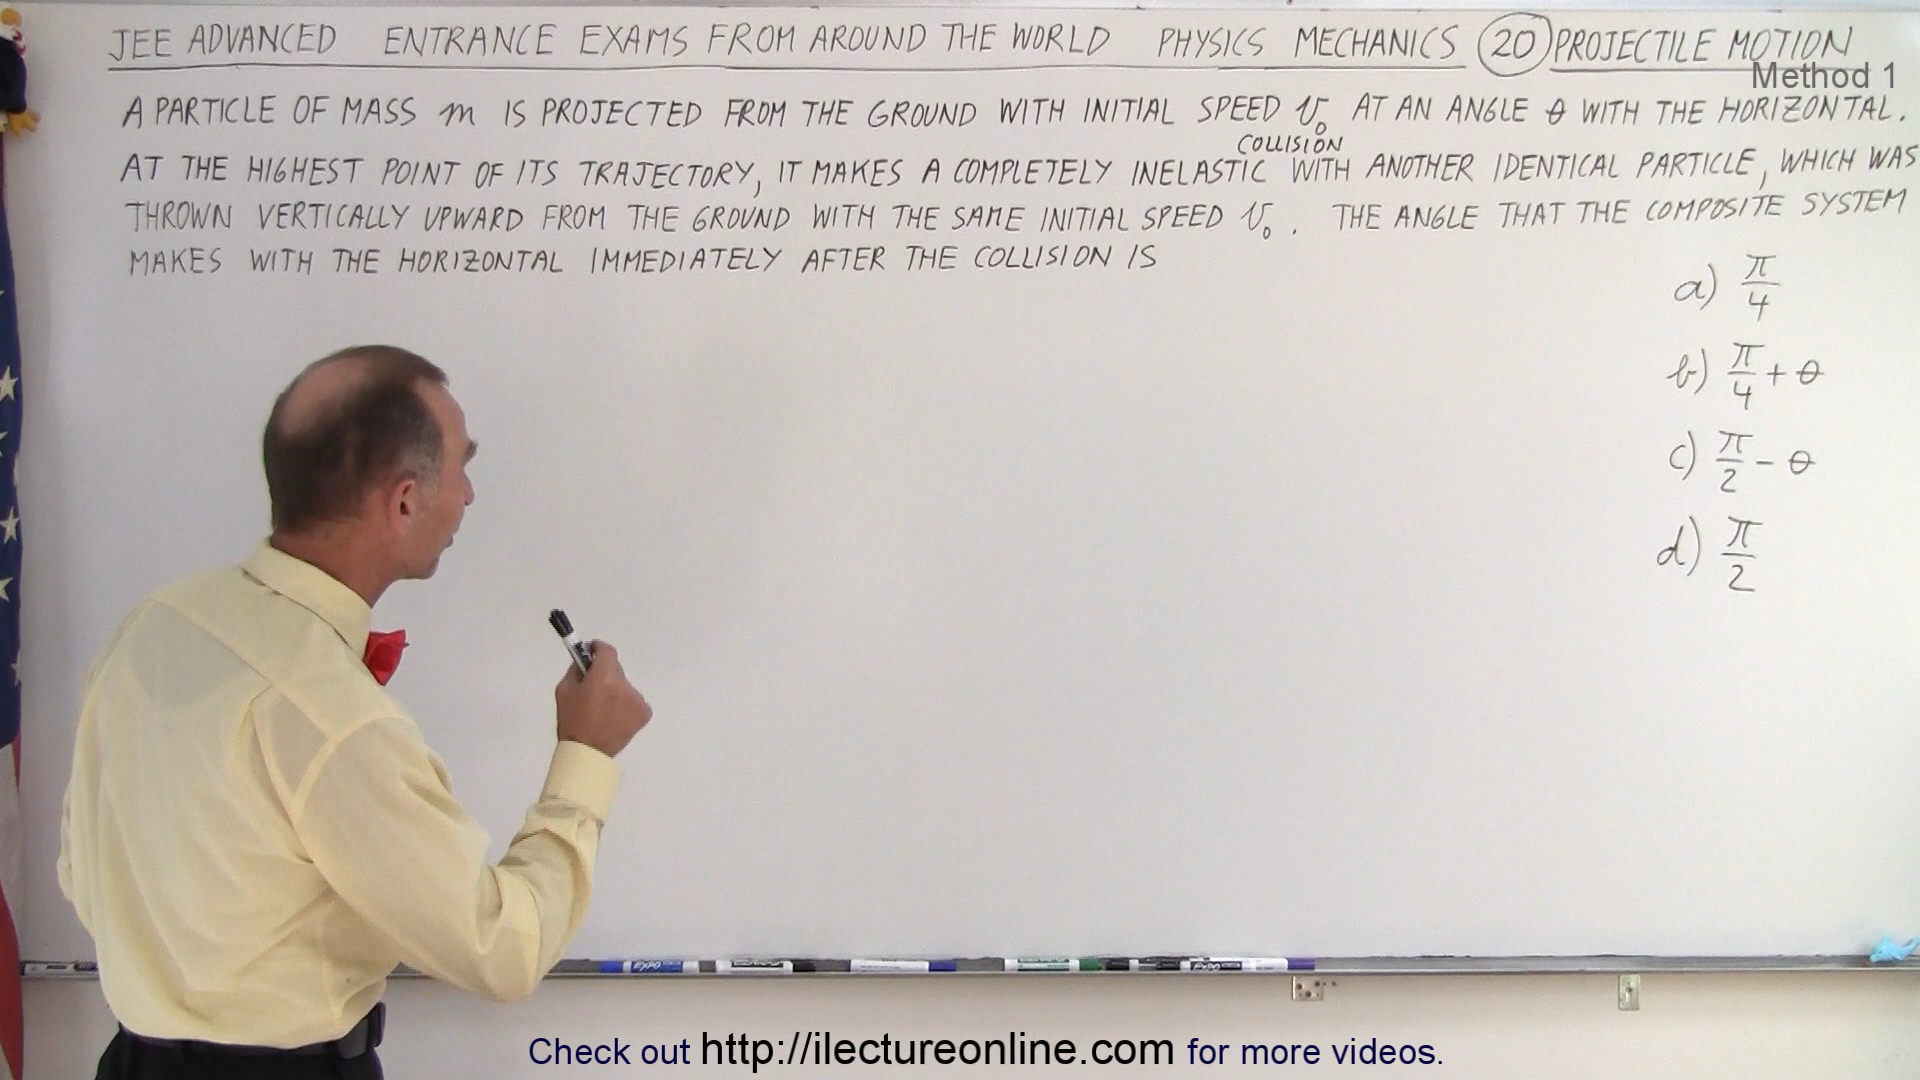 JEE ADVANCED ENTRANCE EXAMS FROM AROUND THE WORLD PHYSICS MECHANICS 20 PROJECTILE MOTION
Method 1
A PARTICLE OF MASS m IS PROJECTED FROM THE GROUND WITH INITIAL SPEED v₀ AT AN ANGLE θ WITH THE HORIZONTAL.
COLLISION
AT THE HIGHEST POINT OF ITS TRAJECTORY, IT MAKES A COMPLETELY INELASTIC WITH ANOTHER IDENTICAL PARTICLE, WHICH WAS
THROWN VERTICALLY UPWARD FROM THE GROUND WITH THE SAME INITIAL SPEED v₀. THE ANGLE THAT THE COMPOSITE SYSTEM
MAKES WITH THE HORIZONTAL IMMEDIATELY AFTER THE COLLISION IS
a) π/4
b) π/4 + θ
c) π/2 - θ
d) π/2
EXPO
Check out http://ilectureonline.com for more videos.